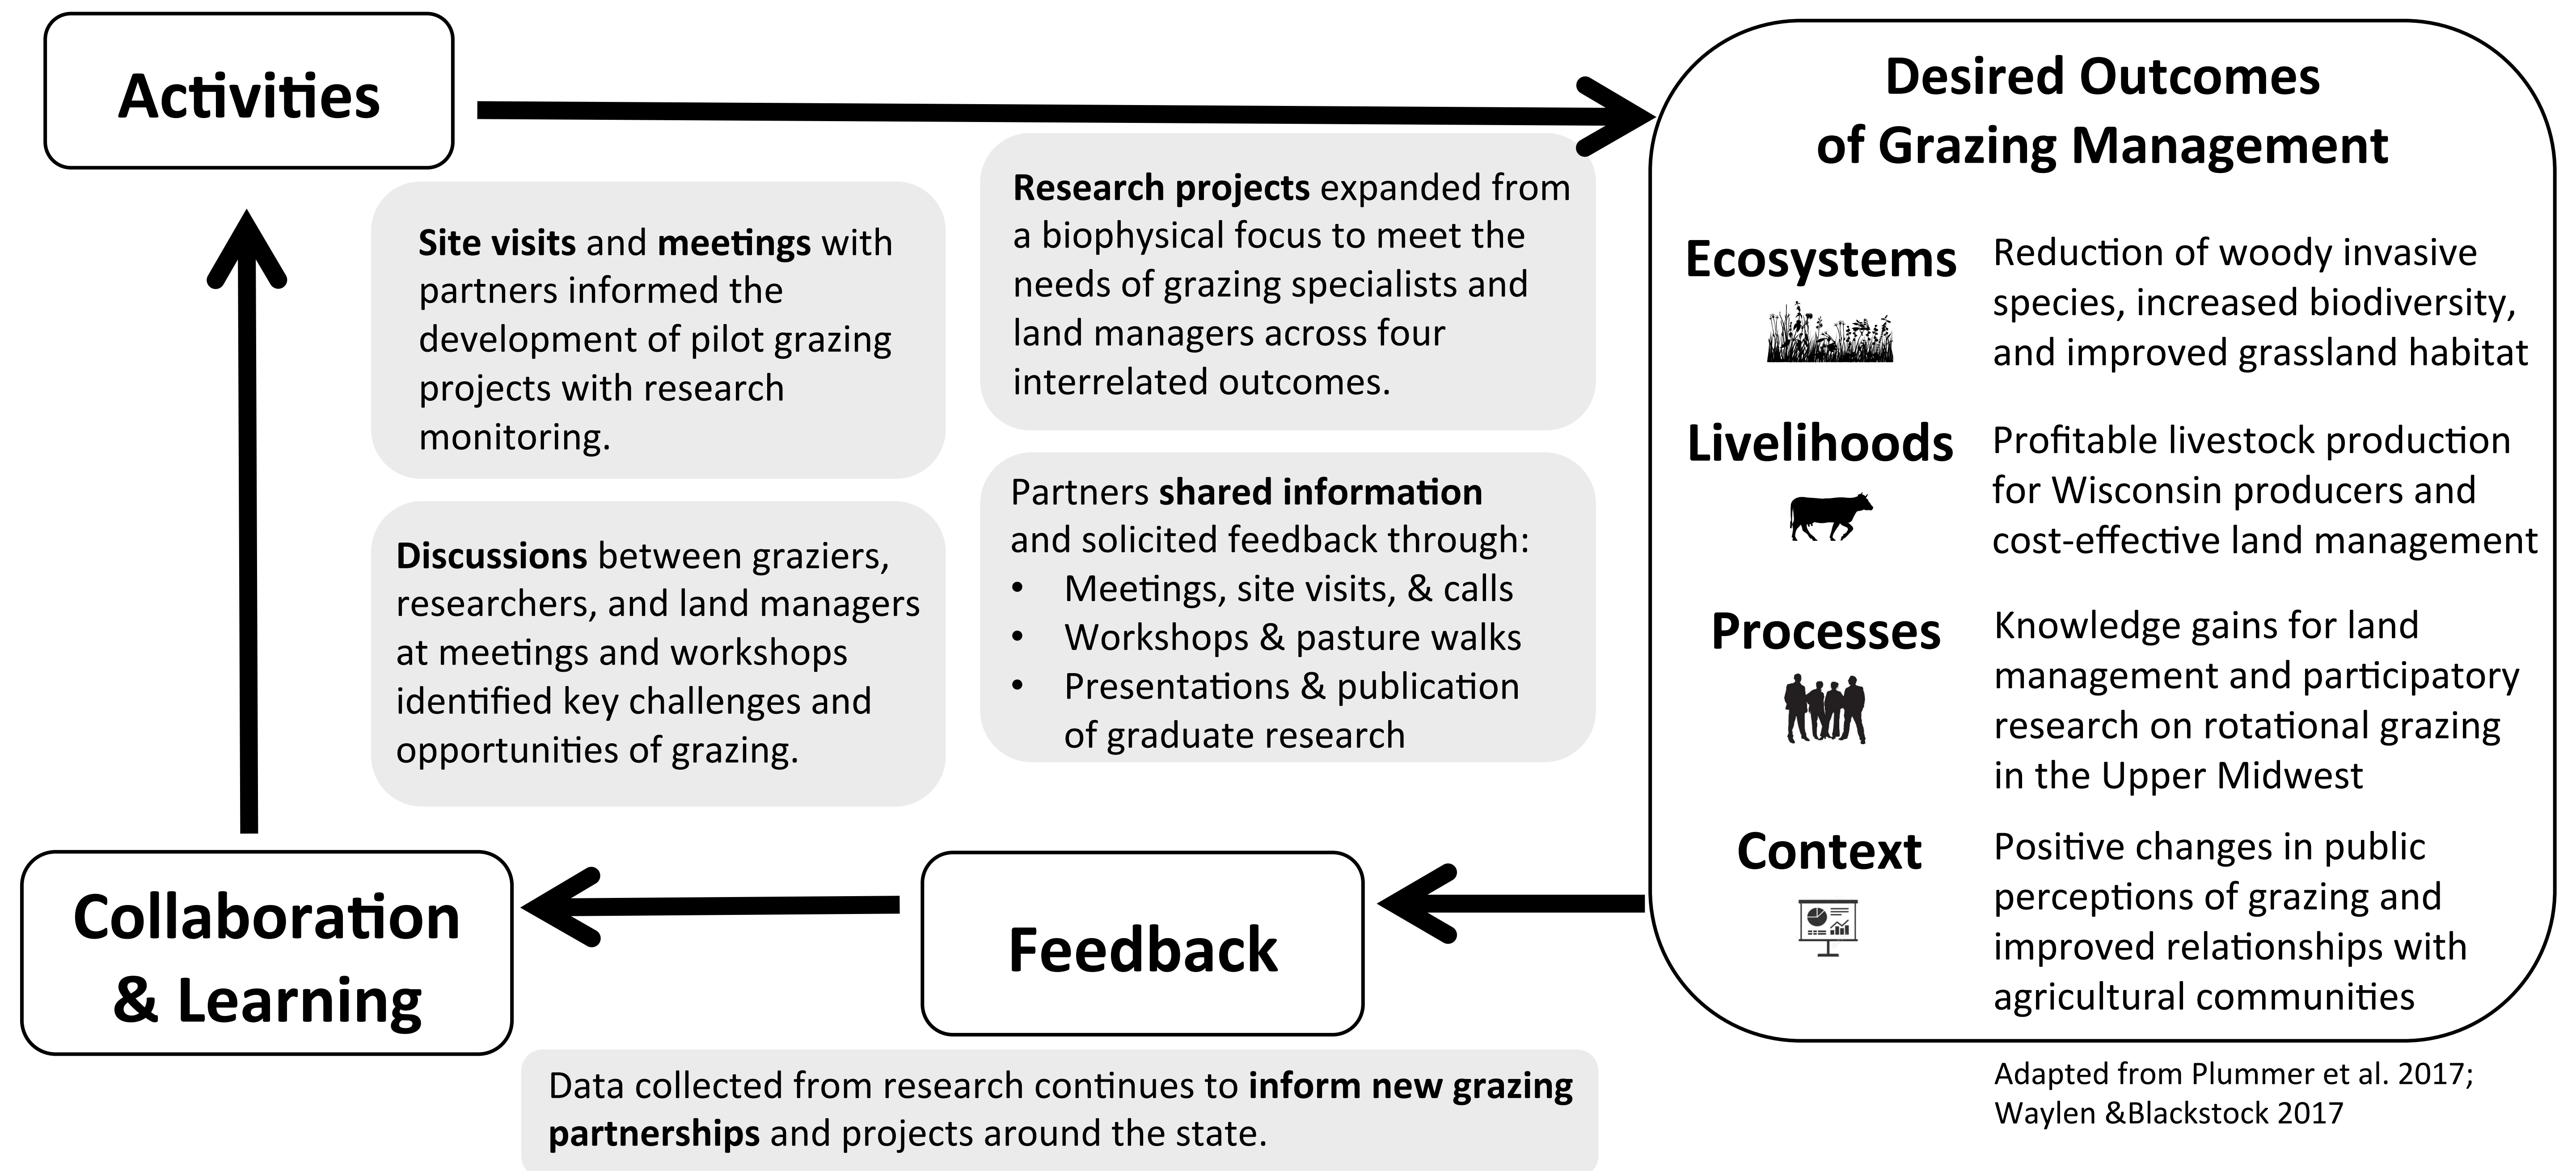 Activities
Site visits and meetings with
partners informed the
development of pilot grazing
projects with research
monitoring.
Discussions between graziers,
researchers, and land managers
at meetings and workshops
identified key challenges and
opportunities of grazing.
Research projects expanded from
a biophysical focus to meet the
needs of grazing specialists and
land managers across four
interrelated outcomes.
Partners shared information
and solicited feedback through:
• Meetings, site visits, & calls
• Workshops & pasture walks
• Presentations & publication
of graduate research
Desired Outcomes
of Grazing Management
Ecosystems
Reduction of woody invasive
species, increased biodiversity,
and improved grassland habitat
Livelihoods
Profitable livestock production
for Wisconsin producers and
cost-effective land management
Processes
Knowledge gains for land
management and participatory
research on rotational grazing
in the Upper Midwest
Context
Positive changes in public
perceptions of grazing and
improved relationships with
agricultural communities
Feedback
Collaboration
& Learning
Data collected from research continues to inform new grazing
partnerships and projects around the state.
Adapted from Plummer et al. 2017;
Waylen &Blackstock 2017